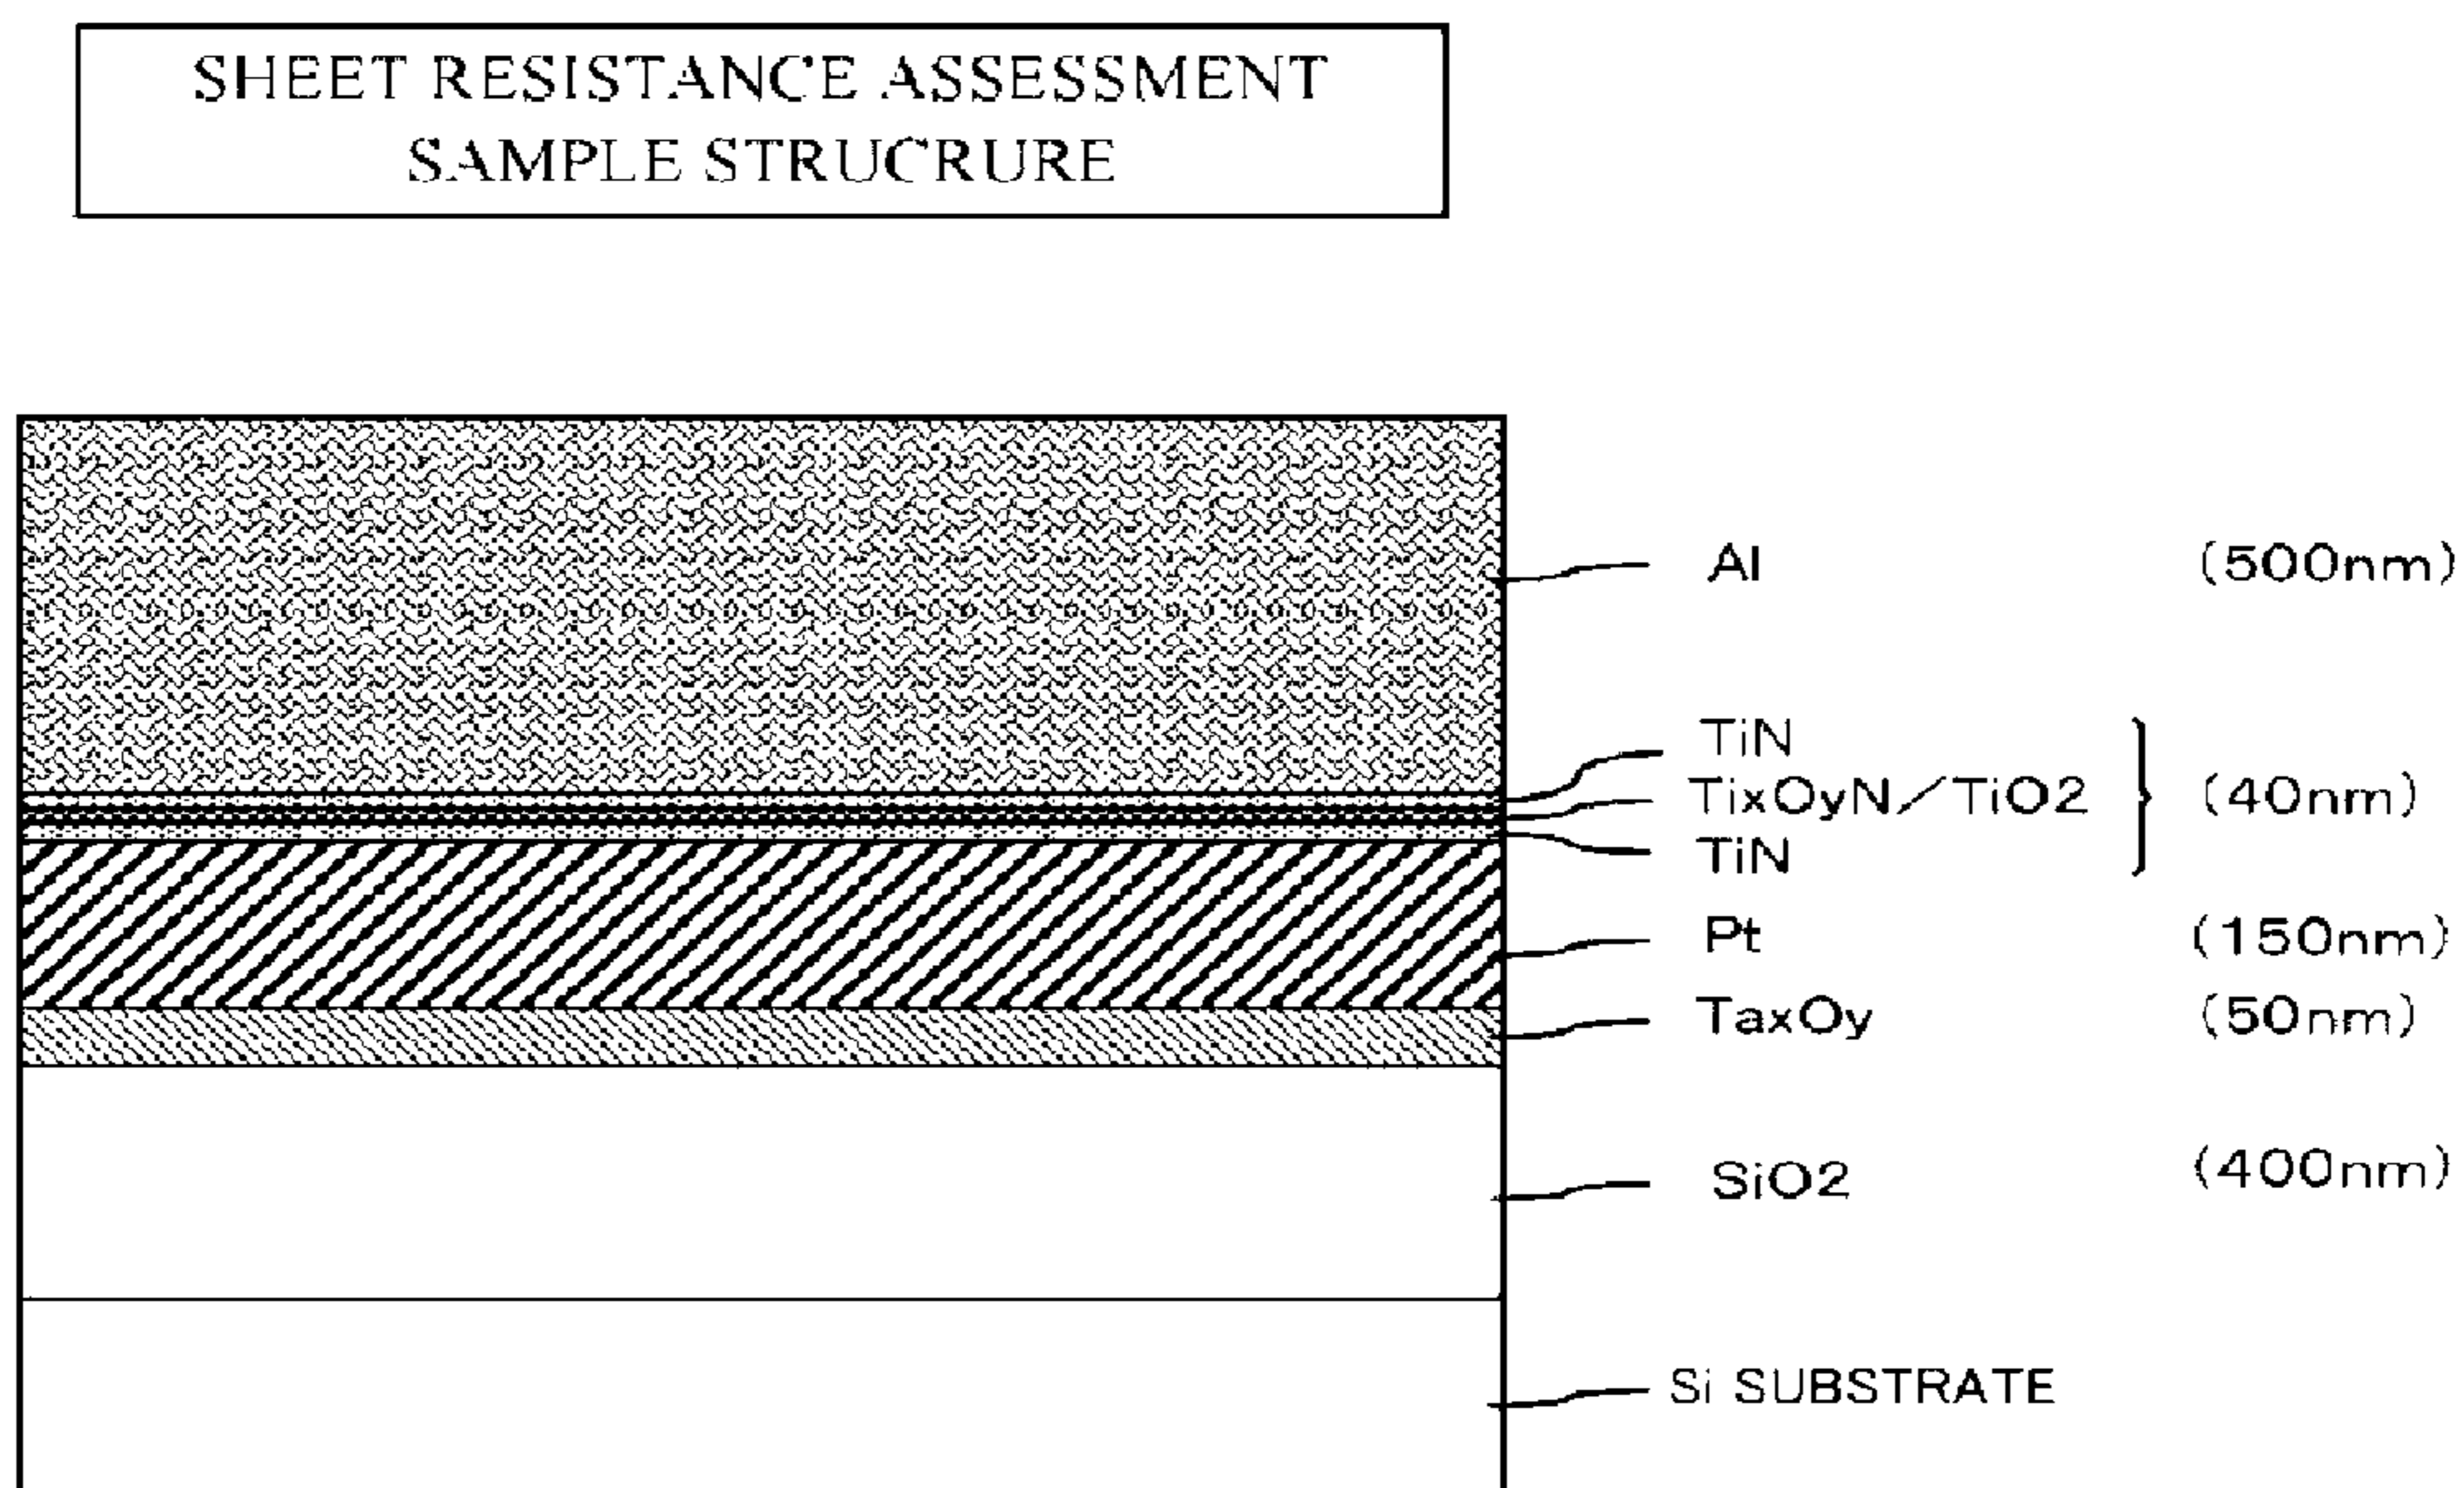 SHEET RESISTANCE ASSESSMENT
SAMPLE STRUCRURE
Al (500nm)
TiN
TixOyN/TiO2 (40nm)
TiN
Pt (150nm)
TaxOy (50nm)
SiO2 (400nm)
Si SUBSTRATE